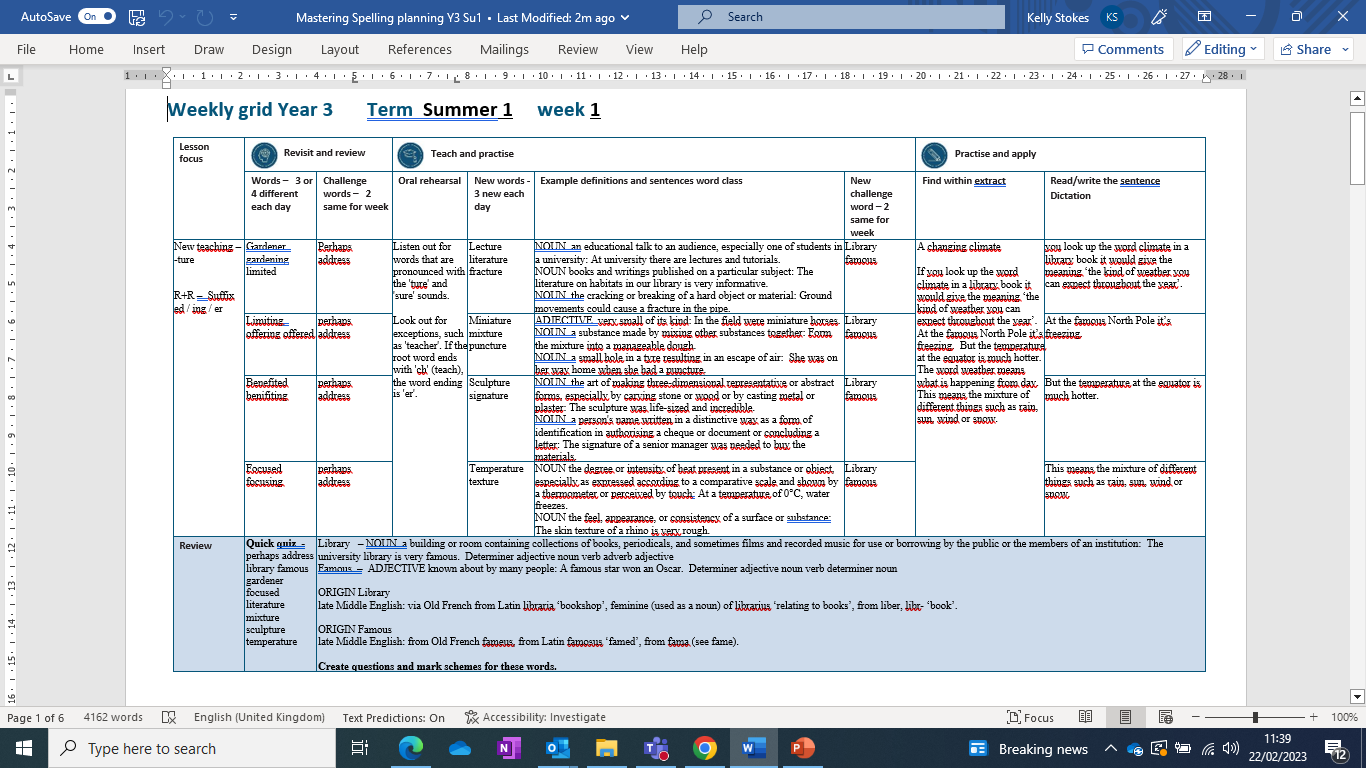 AutoSave On Mastering Spelling planning Y3 Su1 • Last Modified: 2m ago Search Kelly Stokes KS
File Home Insert Draw Design Layout References Mailings Review View Help Comments Editing Share
Weekly grid Year 3 Term Summer 1 week 1
Lesson
focus
Revisit and review
Teach and practise
Practise and apply
Words – 3 or
4 different
each day
Challenge
words – 2
same for week
Oral rehearsal
New words -
3 new each
day
Example definitions and sentences word class
New
challenge
word – 2
same for
week
Find within extract
Read/write the sentence
Dictation
New teaching –
-ture
R+R – Suffix
ed / ing / er
Gardener
gardening
limited
Perhaps
address
Listen out for
words that are
pronounced with
the 'ture' and
'sure' sounds.
Look out for
exceptions, such
as 'teacher'. If the
root word ends
with 'ch' (teach),
the word ending
is 'er'.
Lecture
literature
fracture
NOUN an educational talk to an audience, especially one of students in
a university: At university there are lectures and tutorials.
NOUN books and writings published on a particular subject: The
literature on habitats in our library is very informative.
NOUN the cracking or breaking of a hard object or material: Ground
movements could cause a fracture in the pipe.
Library
famous
A changing climate
If you look up the word
climate in a library book it
would give the meaning ‘the
kind of weather you can
expect throughout the year’.
At the famous North Pole it’s
freezing. But the temperature
at the equator is much hotter.
The word weather means
what is happening from day.
This means the mixture of
different things such as rain,
sun, wind or snow.
you look up the word climate in a
library book it would give the
meaning ‘the kind of weather you
can expect throughout the year’.
Limiting
offering offered
perhaps
address
Miniature
mixture
puncture
ADJECTIVE very small of its kind: In the field were miniature horses.
NOUN a substance made by mixing other substances together: Form
the mixture into a manageable dough.
NOUN a small hole in a tyre resulting in an escape of air: She was on
her way home when she had a puncture.
Library
famous
At the famous North Pole it’s
freezing.
Benefited
benifiting
perhaps
address
Sculpture
signature
NOUN the art of making three-dimensional representative or abstract
forms, especially by carving stone or wood or by casting metal or
plaster: The sculpture was life-sized and incredible.
NOUN a person's name written in a distinctive way as a form of
identification in authorising a cheque or document or concluding a
letter: The signature of a senior manager was needed to buy the
materials.
Library
famous
But the temperature at the equator is
much hotter.
Focused
focusing
perhaps
address
Temperature
texture
NOUN the degree or intensity of heat present in a substance or object,
especially as expressed according to a comparative scale and shown by
a thermometer or perceived by touch: At a temperature of 0°C, water
freezes.
NOUN the feel, appearance, or consistency of a surface or substance:
The skin texture of a rhino is very rough.
Library
famous
This means the mixture of different
things such as rain, sun, wind or
snow.
Review
Quick quiz -
perhaps address
library famous
gardener
focused
literature
mixture
sculpture
temperature
Library – NOUN a building or room containing collections of books, periodicals, and sometimes films and recorded music for use or borrowing by the public or the members of an institution: The
university library is very famous. Determiner adjective noun verb adverb adjective
Famous – ADJECTIVE known about by many people: A famous star won an Oscar. Determiner adjective noun verb determiner noun
ORIGIN Library
late Middle English: via Old French from Latin libraria ‘bookshop’, feminine (used as a noun) of librarius ‘relating to books’, from liber, libr- ‘book’.
ORIGIN Famous
late Middle English: from Old French fameus, from Latin famosus ‘famed’, from fama (see fame).
Create questions and mark schemes for these words.
Page 1 of 6 4162 words English (United Kingdom) Text Predictions: On Accessibility: Investigate Focus 100%
Type here to search Breaking news 11:39
22/02/2023 12